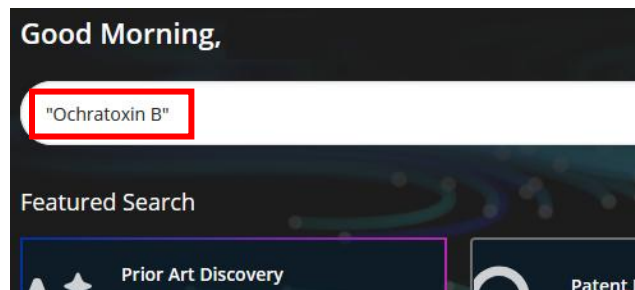 Good Morning,
"Ochratoxin B"
Featured Search
Prior Art Discovery
Patent